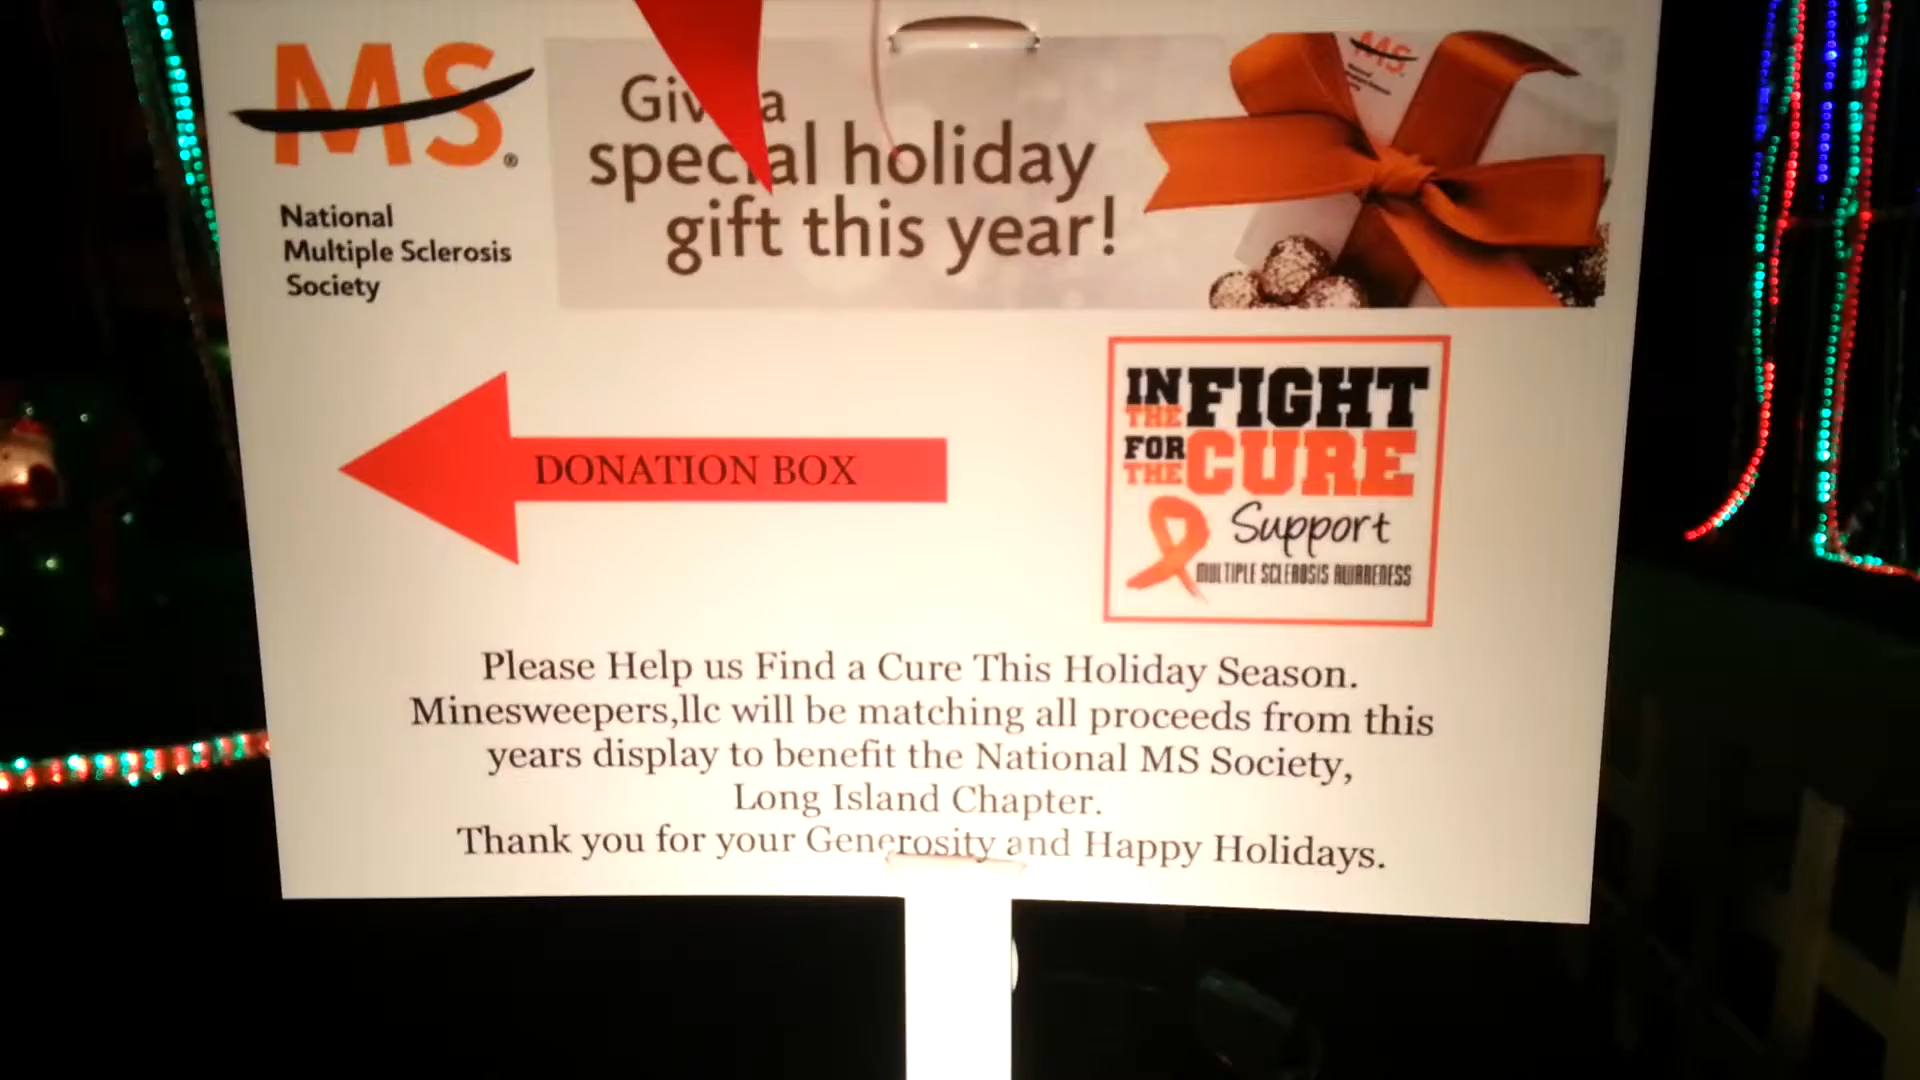 MS®
National
Multiple Sclerosis
Society
Give a
special holiday
gift this year!
MS
DONATION BOX
IN THE FIGHT
FOR THE CURE
Support
MULTIPLE SCLEROSIS AWARENESS
Please Help us Find a Cure This Holiday Season.
Minesweepers,llc will be matching all proceeds from this
years display to benefit the National MS Society,
Long Island Chapter.
Thank you for your Generosity and Happy Holidays.